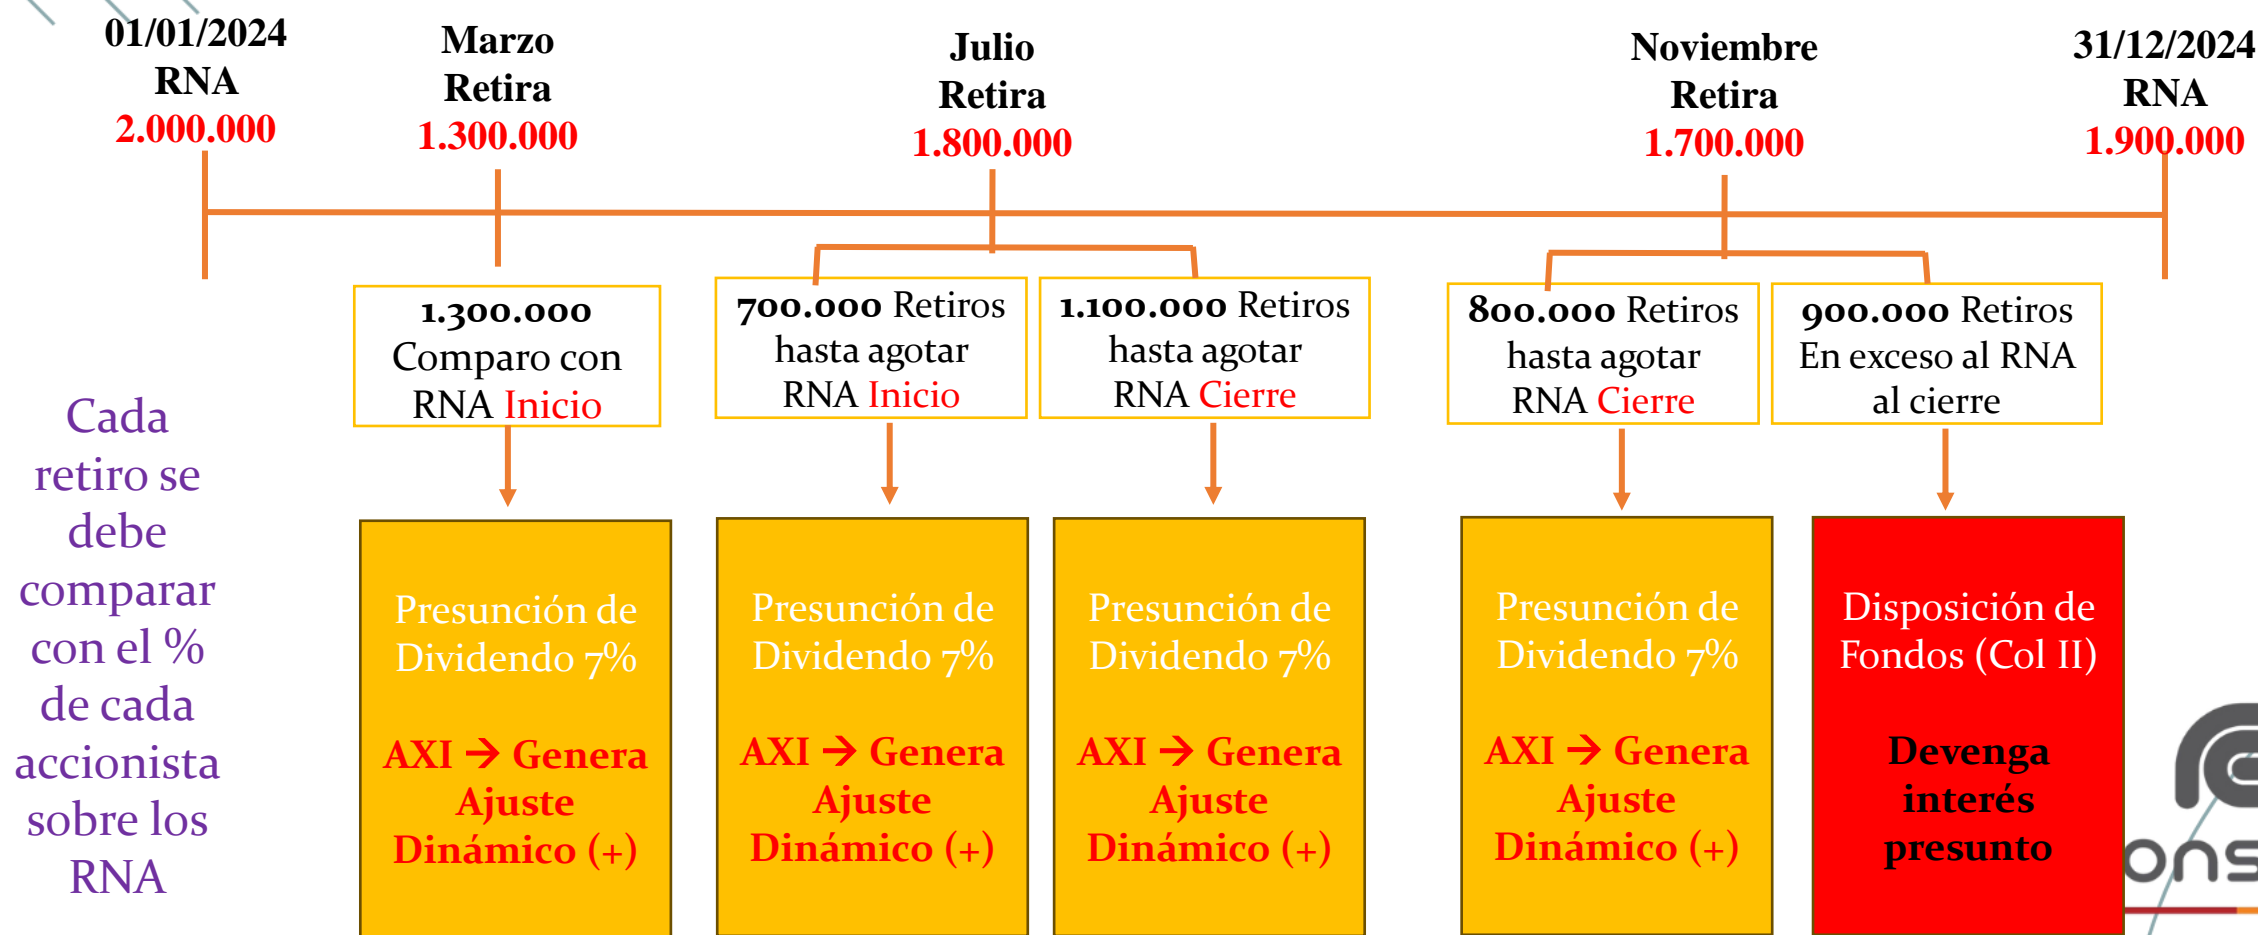 01/01/2024
RNA
2.000.000
Marzo
Retira
1.300.000
Julio
Retira
1.800.000
Noviembre
Retira
1.700.000
31/12/2024
RNA
1.900.000
1.300.000
Comparo con
RNA Inicio
700.000 Retiros
hasta agotar
RNA Inicio
1.100.000 Retiros
hasta agotar
RNA Cierre
800.000 Retiros
hasta agotar
RNA Cierre
900.000 Retiros
En exceso al RNA
al cierre
Cada
retiro se
debe
comparar
con el %
de cada
accionista
sobre los
RNA
Presunción de
Dividendo 7%
AXI → Genera
Ajuste
Dinámico (+)
Presunción de
Dividendo 7%
AXI → Genera
Ajuste
Dinámico (+)
Presunción de
Dividendo 7%
AXI → Genera
Ajuste
Dinámico (+)
Presunción de
Dividendo 7%
AXI → Genera
Ajuste
Dinámico (+)
Disposición de
Fondos (Col II)
Devenga
interés
presunto